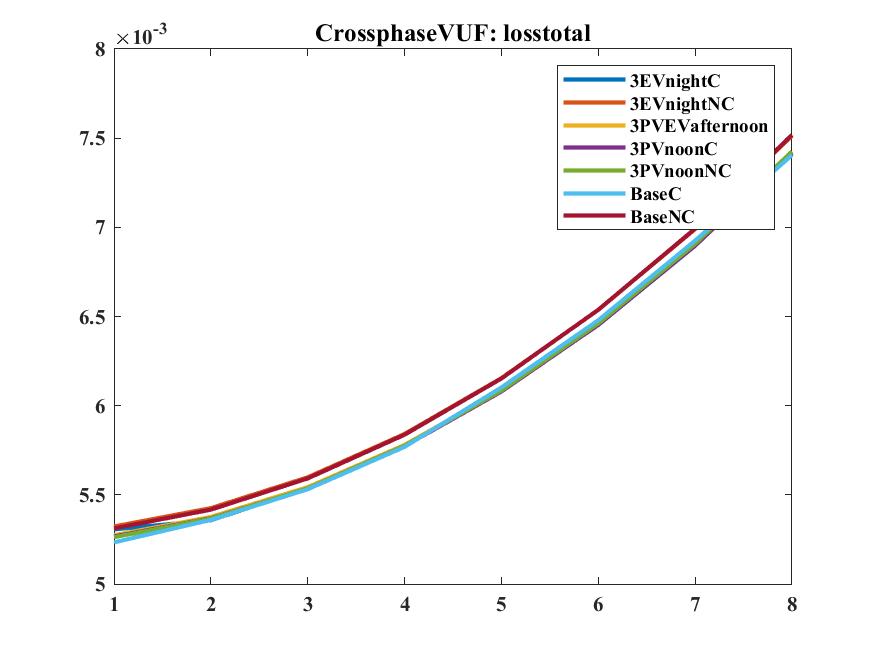 ×10-3
CrossphaseVUF: losstotal
8
7.5
7
6.5
6
5.5
5
3EVnightC
3EVnightNC
3PVEVafternoon
3PVnoonC
3PVnoonNC
BaseC
BaseNC
1 2 3 4 5 6 7 8